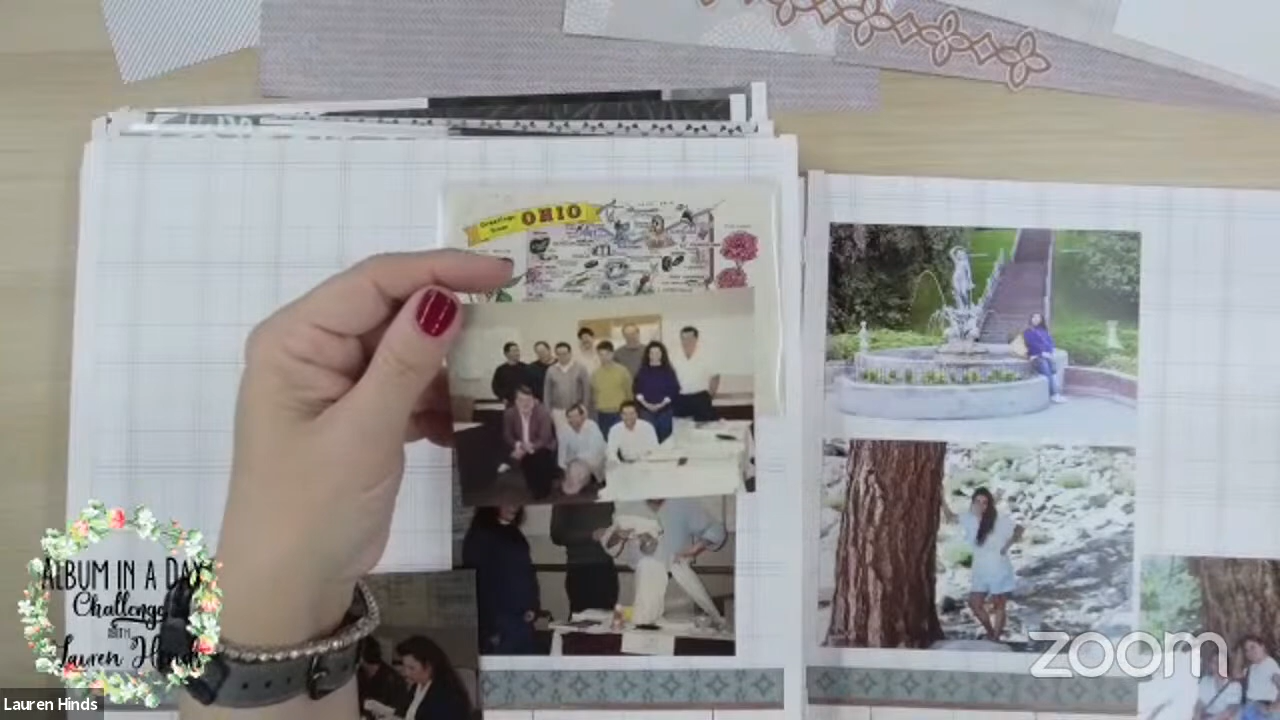 Greetings from OHIO
ALBUM IN A DAY
Challenge
WITH
Lauren Hinds
Lauren Hinds
zoom